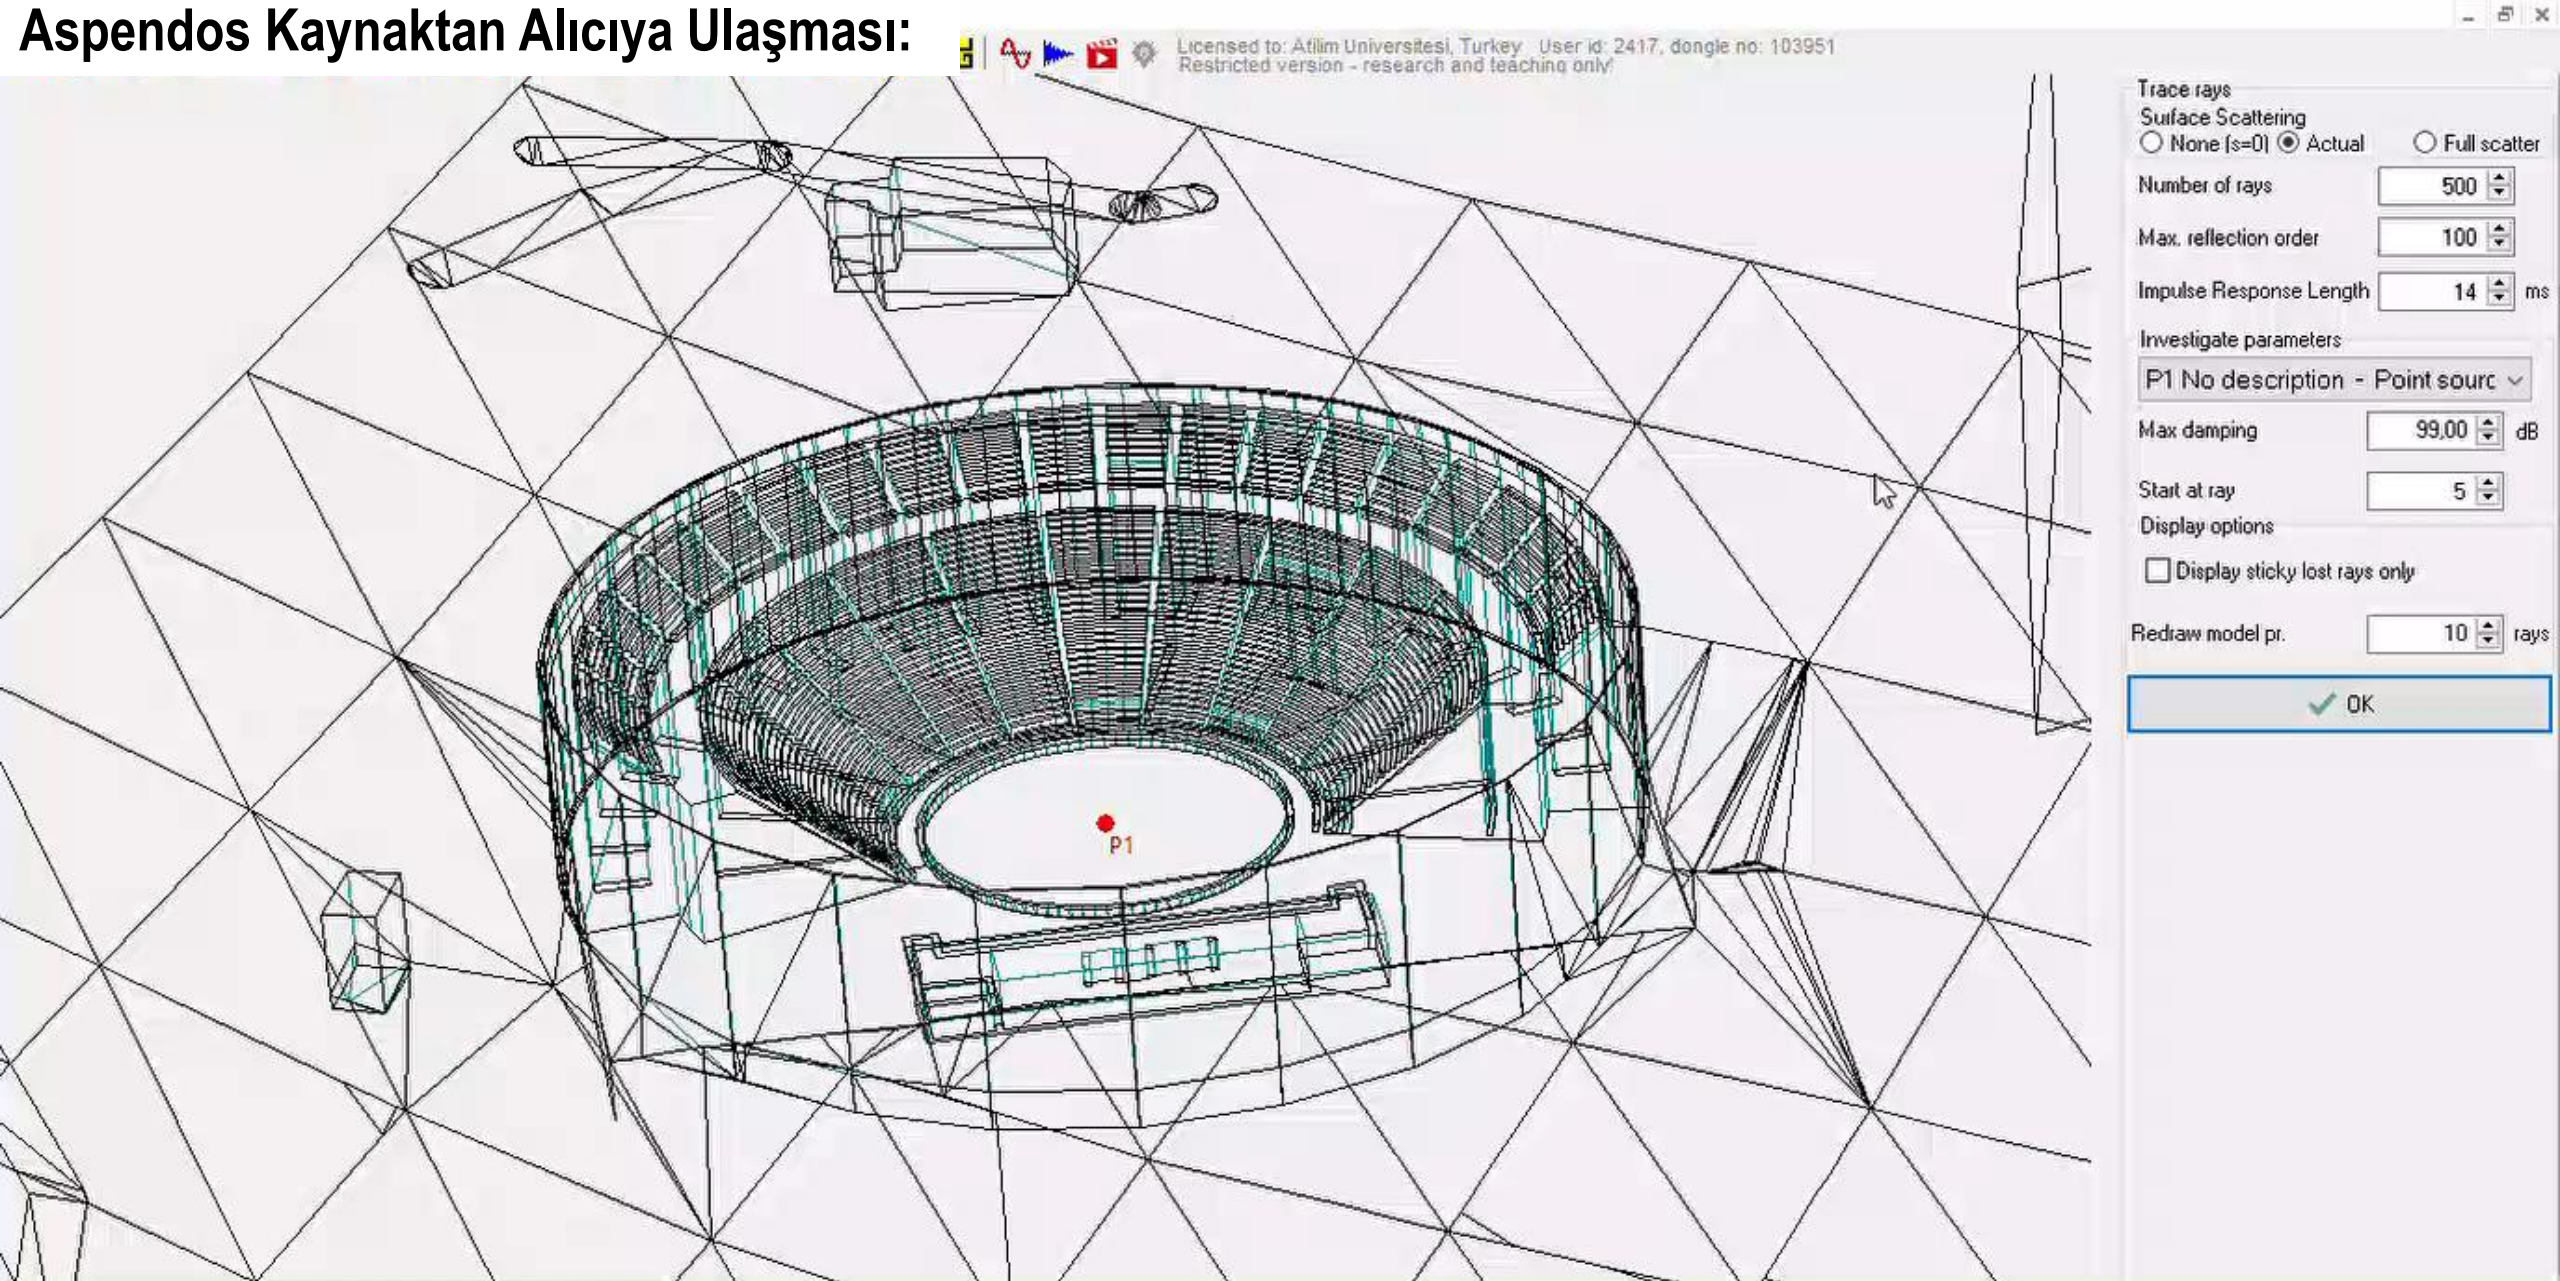 Aspendos Kaynaktan Alıcıya Ulaşması:
Licensed to: Atilim Universitesi, Turkey User id: 2417, dongle no: 103951
Restricted version - research and teaching only!
Trace rays
Surface Scattering
None (s=0) Actual Full scatter
Number of rays 500
Max. reflection order 100
Impulse Response Length 14 ms
Investigate parameters
P1 No description - Point sourc
Max damping 99,00 dB
Start at ray 5
Display options
Display sticky lost rays only
Redraw model pr. 10 rays
OK
P1